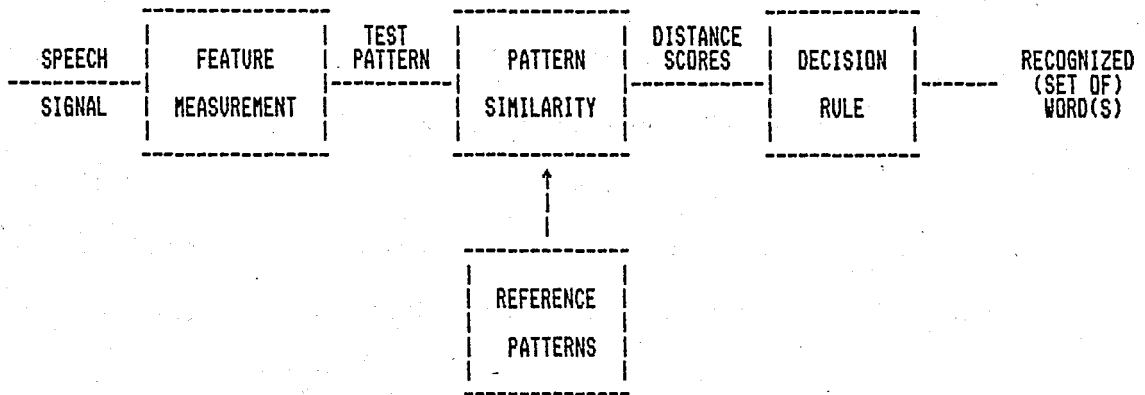 SPEECH
SIGNAL
FEATURE
MEASUREMENT
TEST
PATTERN
PATTERN
SIMILARITY
DISTANCE
SCORES
DECISION
RULE
RECOGNIZED
(SET OF)
WORD(S)
REFERENCE
PATTERNS